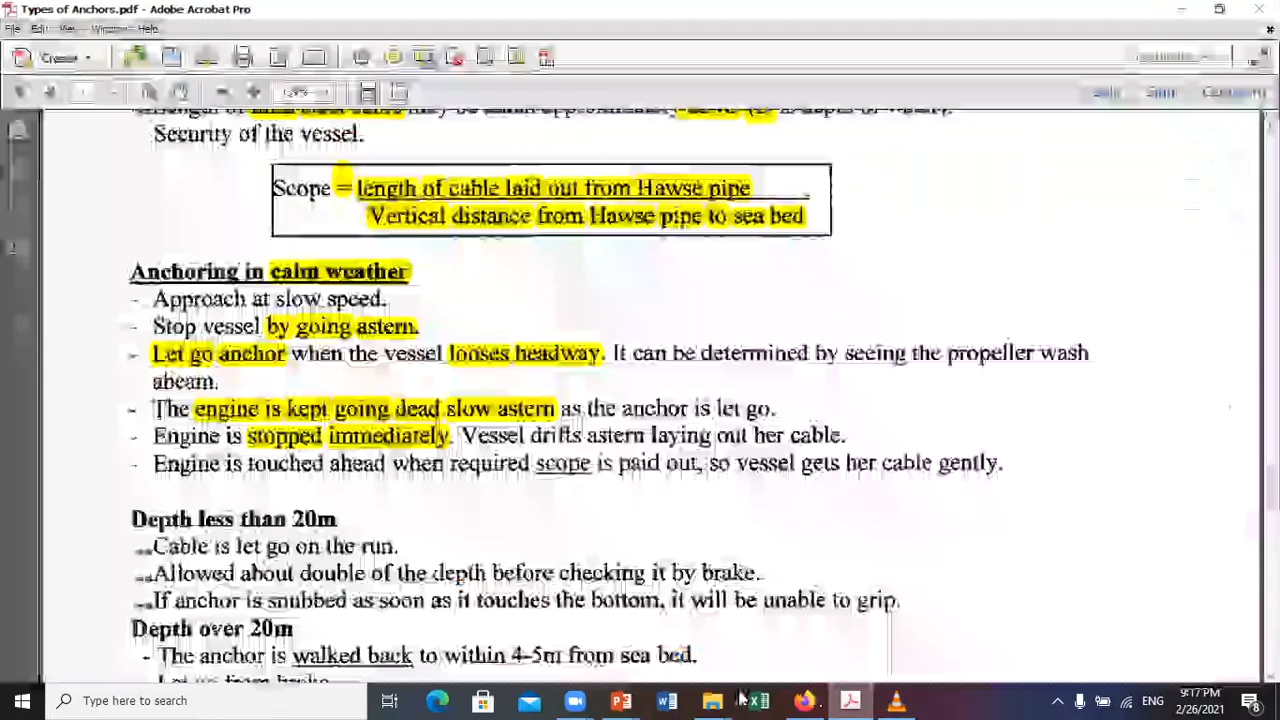 Types of Anchors.pdf - Adobe Acrobat Pro
File Edit View Window Help
Create
Security of the vessel.
Scope = length of cable laid out from Hawse pipe
Vertical distance from Hawse pipe to sea bed
Anchoring in calm weather
- Approach at slow speed.
- Stop vessel by going astern.
- Let go anchor when the vessel looses headway. It can be determined by seeing the propeller wash
abeam.
- The engine is kept going dead slow astern as the anchor is let go.
- Engine is stopped immediately. Vessel drifts astern laying out her cable.
- Engine is touched ahead when required scope is paid out, so vessel gets her cable gently.
Depth less than 20m
Cable is let go on the run.
Allowed about double of the depth before checking it by brake.
If anchor is snubbed as soon as it touches the bottom, it will be unable to grip.
Depth over 20m
- The anchor is walked back to within 4-5m from sea bed.
Type here to search
ENG
9:17 PM
2/26/2021
8